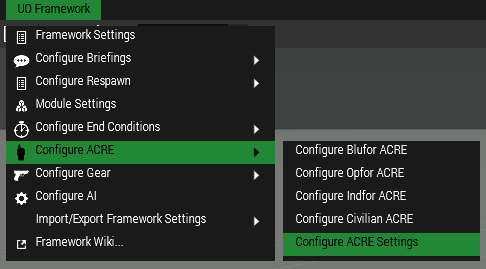 UO Framework
Framework Settings
Configure Briefings
Configure Respawn
Module Settings
Configure End Conditions
Configure ACRE
Configure Gear
Configure AI
Import/Export Framework Settings
Framework Wiki...
Configure Blufor ACRE
Configure Opfor ACRE
Configure Indfor ACRE
Configure Civilian ACRE
Configure ACRE Settings